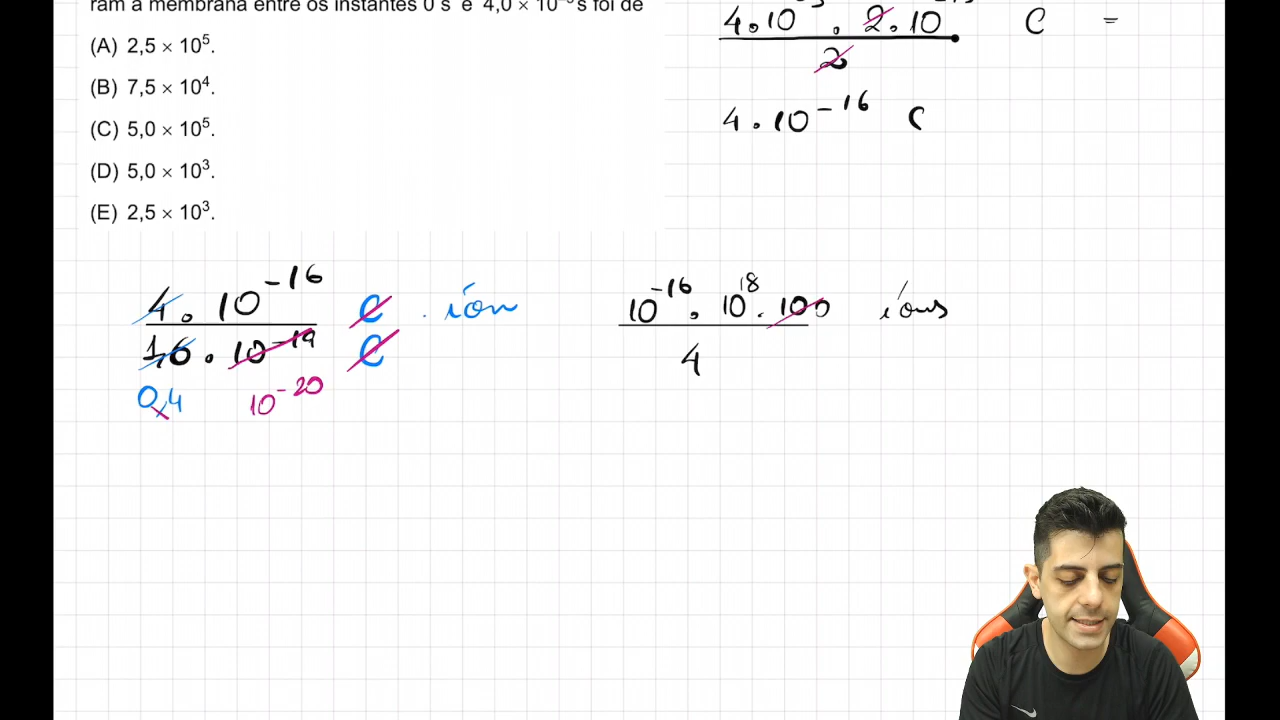 ram a membrana entre os instantes 0 s e 4,0 × 10 s foi de
(A) 2,5 × 10⁵.
(B) 7,5 × 10⁴.
(C) 5,0 × 10⁵.
(D) 5,0 × 10³.
(E) 2,5 × 10³.
4.10 . 2.10 C =
2
4.10⁻¹⁶ C
4.10⁻¹⁶ C . íon
1,6.10⁻¹⁹ C
0,4 10⁻²⁰
10⁻¹⁶.10¹⁸.100 íons
4